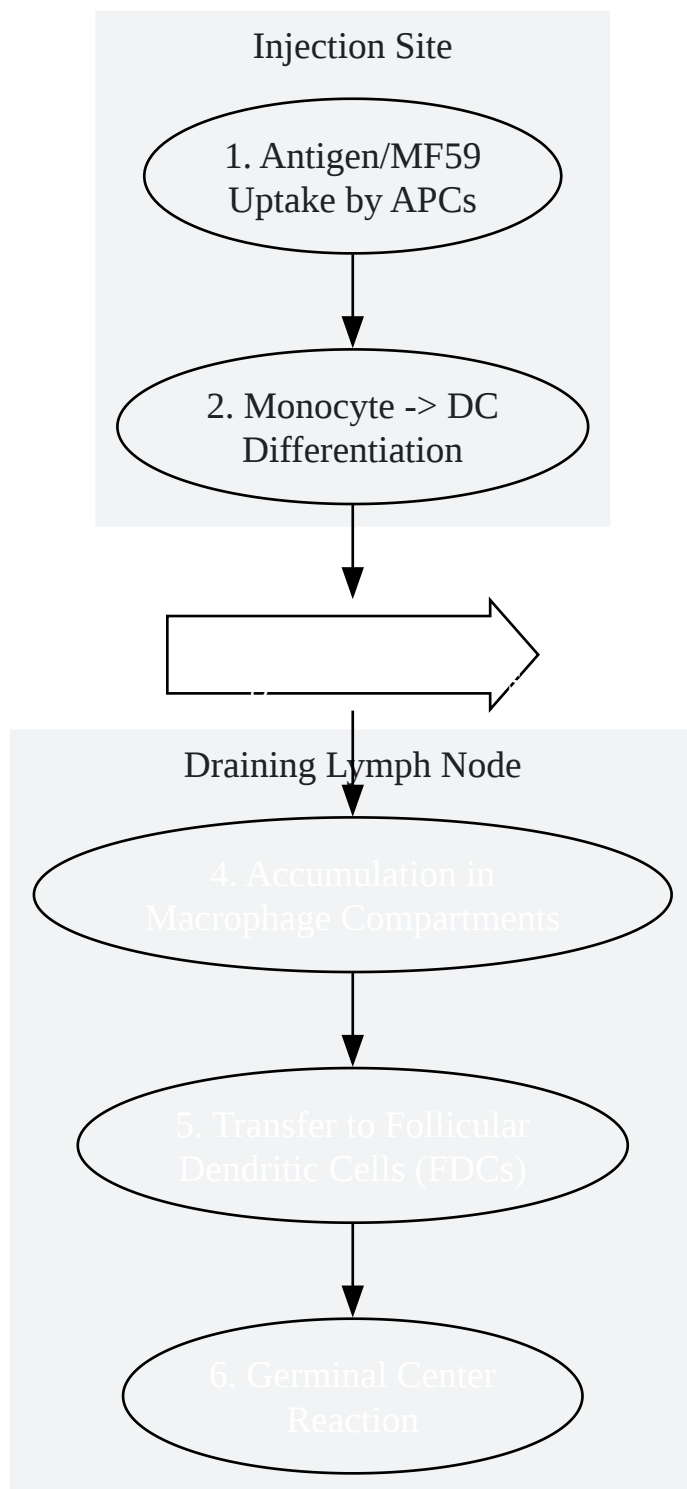 Injection Site
1. Antigen/MF59
Uptake by APCs
2. Monocyte -> DC
Differentiation
Draining Lymph Node
4. Accumulation in
Macrophage Compartments
5. Transfer to Follicular
Dendritic Cells (FDCs)
6. Germinal Center
Reaction